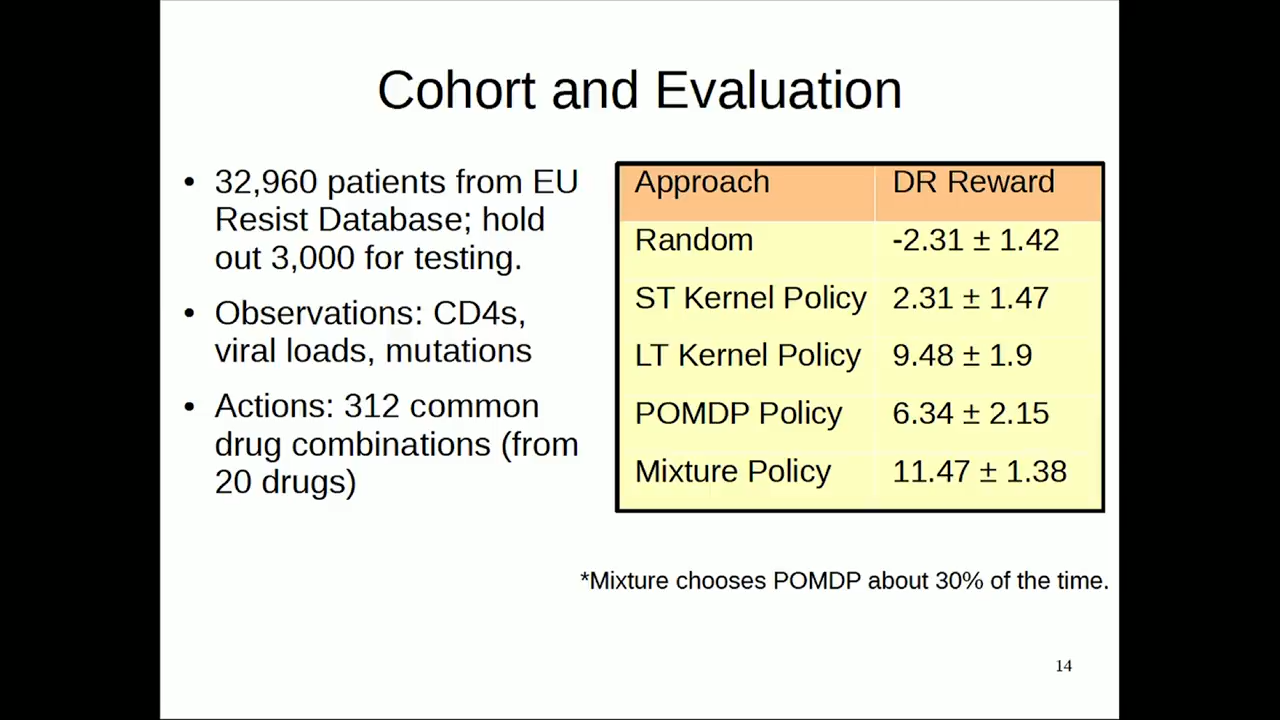 Cohort and Evaluation
• 32,960 patients from EU
Resist Database; hold
out 3,000 for testing.
• Observations: CD4s,
viral loads, mutations
• Actions: 312 common
drug combinations (from
20 drugs)
Approach DR Reward
Random -2.31 ± 1.42
ST Kernel Policy 2.31 ± 1.47
LT Kernel Policy 9.48 ± 1.9
POMDP Policy 6.34 ± 2.15
Mixture Policy 11.47 ± 1.38
*Mixture chooses POMDP about 30% of the time.
14